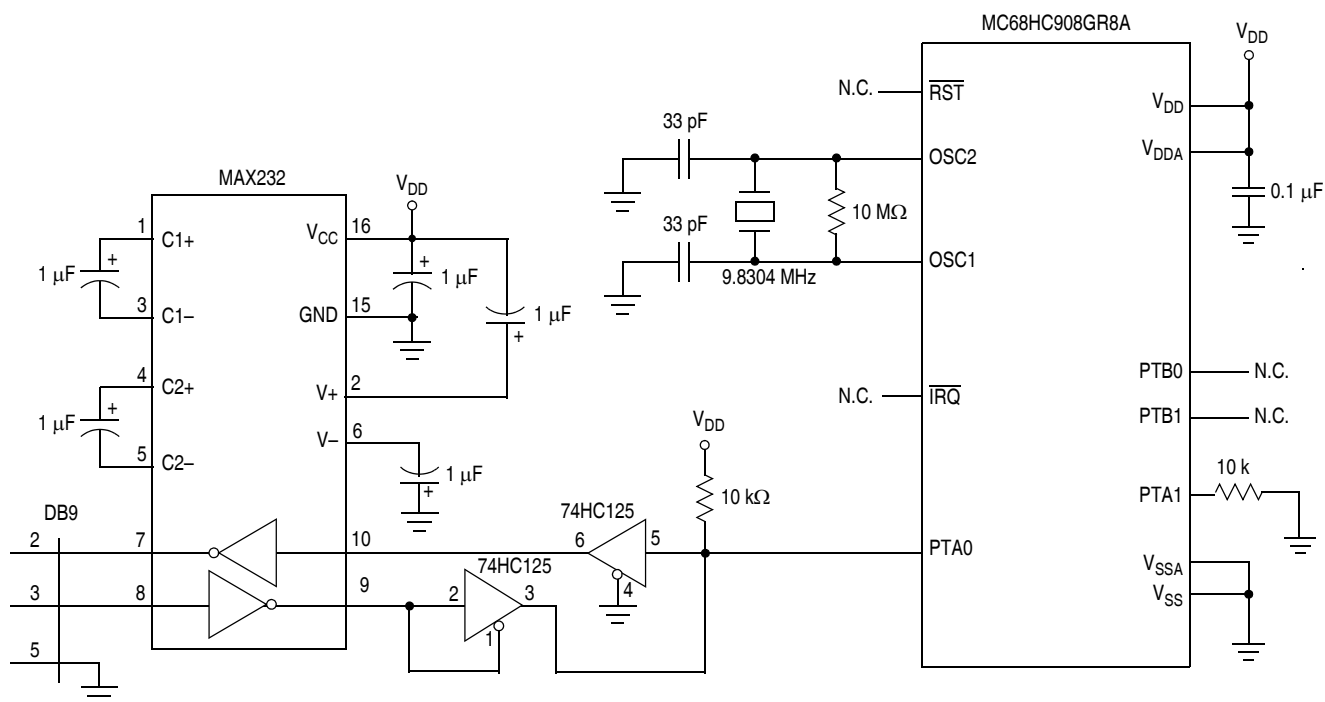 MC68HC908GR8A
VDD
N.C.
RST
VDD
33 pF
OSC2
VDDA
MAX232
VDD
10 MΩ
0.1 µF
1
C1+
VCC
16
33 pF
OSC1
9.8304 MHz
1 µF
+
+
1 µF
3
C1–
GND
15
1 µF
+
4
C2+
V+
2
PTB0
N.C.
N.C.
IRQ
1 µF
+
PTB1
N.C.
VDD
V–
6
5
C2–
1 µF
+
10 k
PTA1
10 kΩ
DB9
74HC125
2
7
10
6
5
PTA0
74HC125
VSSA
3
8
9
2
3
4
VSS
1
5